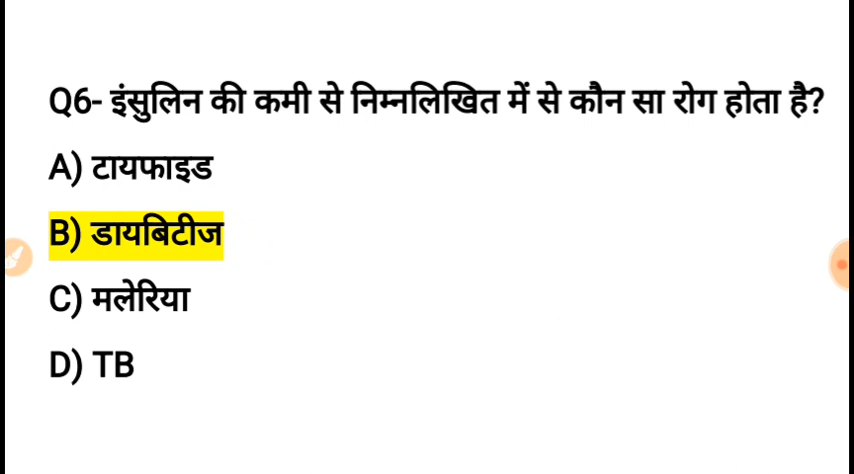 Q6- इंसुलिन की कमी से निम्नलिखित में से कौन सा रोग होता है?
A) टायफाइड
B) डायबिटीज
C) मलेरिया
D) TB